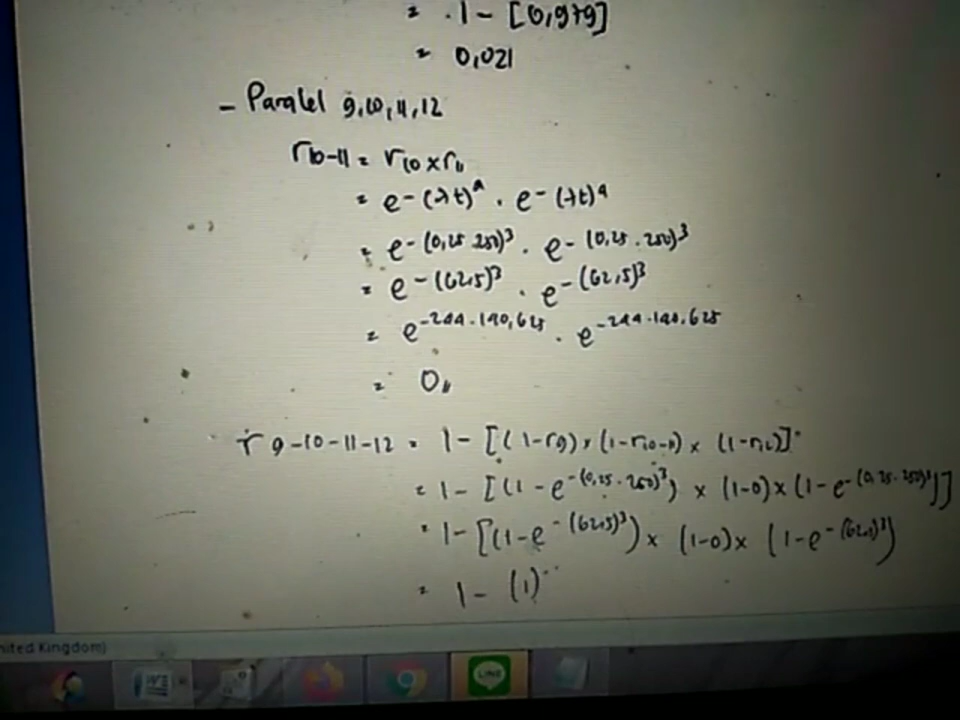 = 1 - [0,979]
= 0,021
- Paralel 9,10,11,12
r10-11 = r10 x r11
= e-(λt)^a . e-(λt)^a
= e-(0,25.250)^3 . e-(0,25.250)^3
= e-(62,5)^3 . e-(62,5)^3
= e^-244.140,625 . e^-244.140,625
= 0,,
r 9-10-11-12 = 1 - [(1-r9) x (1-r10-11) x (1-r12)]
= 1 - [(1-e-(0,25.250)^3) x (1-0) x (1-e-(0,25.250)^3)]
= 1 - [(1-e-(62,5)^3) x (1-0) x (1-e-(62,5)^3)
= 1 - (1)
nited Kingdom)
LINE